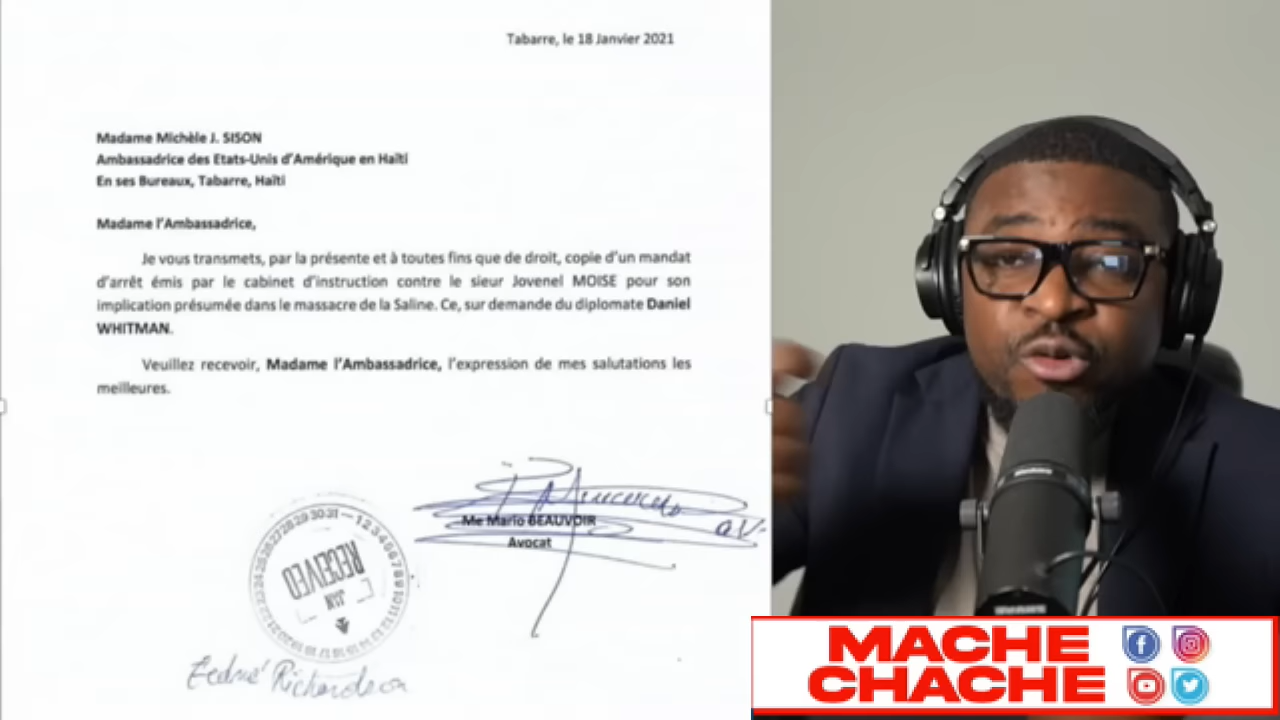 Tabarre, le 18 Janvier 2021
Madame Michèle J. SISON
Ambassadrice des Etats-Unis d'Amérique en Haïti
En ses Bureaux, Tabarre, Haïti
Madame l'Ambassadrice,
Je vous transmets, par la présente et à toutes fins que de droit, copie d'un mandat
d'arrêt émis par le cabinet d'instruction contre le sieur Jovenel MOISE pour son
implication présumée dans le massacre de la Saline. Ce, sur demande du diplomate Daniel
WHITMAN.
Veuillez recevoir, Madame l'Ambassadrice, l'expression de mes salutations les
meilleures.
Me Mario BEAUVOIR
Avocat
av.
RECEIVED
JAN
Richardson
MACHE
CHACHE